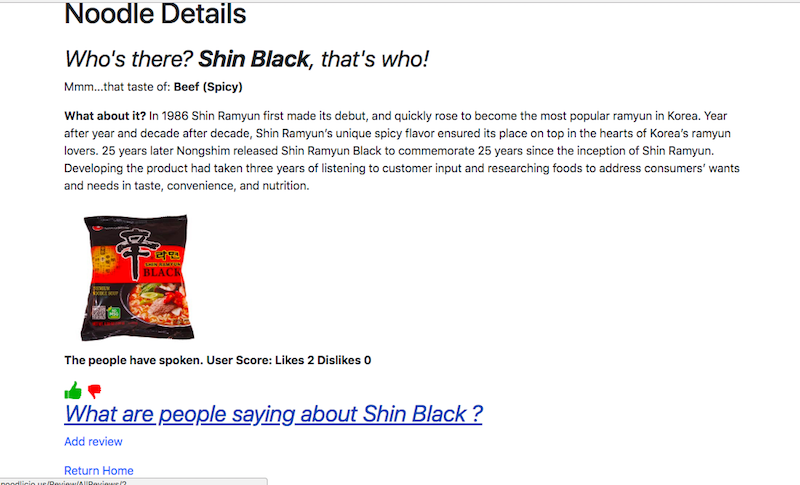 Noodle Details
Who's there? Shin Black, that's who!
Mmm...that taste of: Beef (Spicy)
What about it? In 1986 Shin Ramyun first made its debut, and quickly rose to become the most popular ramyun in Korea. Year
after year and decade after decade, Shin Ramyun’s unique spicy flavor ensured its place on top in the hearts of Korea’s ramyun
lovers. 25 years later Nongshim released Shin Ramyun Black to commemorate 25 years since the inception of Shin Ramyun.
Developing the product had taken three years of listening to customer input and researching foods to address consumers’ wants
and needs in taste, convenience, and nutrition.
辛
라면
SHIN RAMYUN
BLACK
The people have spoken. User Score: Likes 2 Dislikes 0
What are people saying about Shin Black ?
Add review
Return Home
noodlicio.us/Review/AllReviews/2